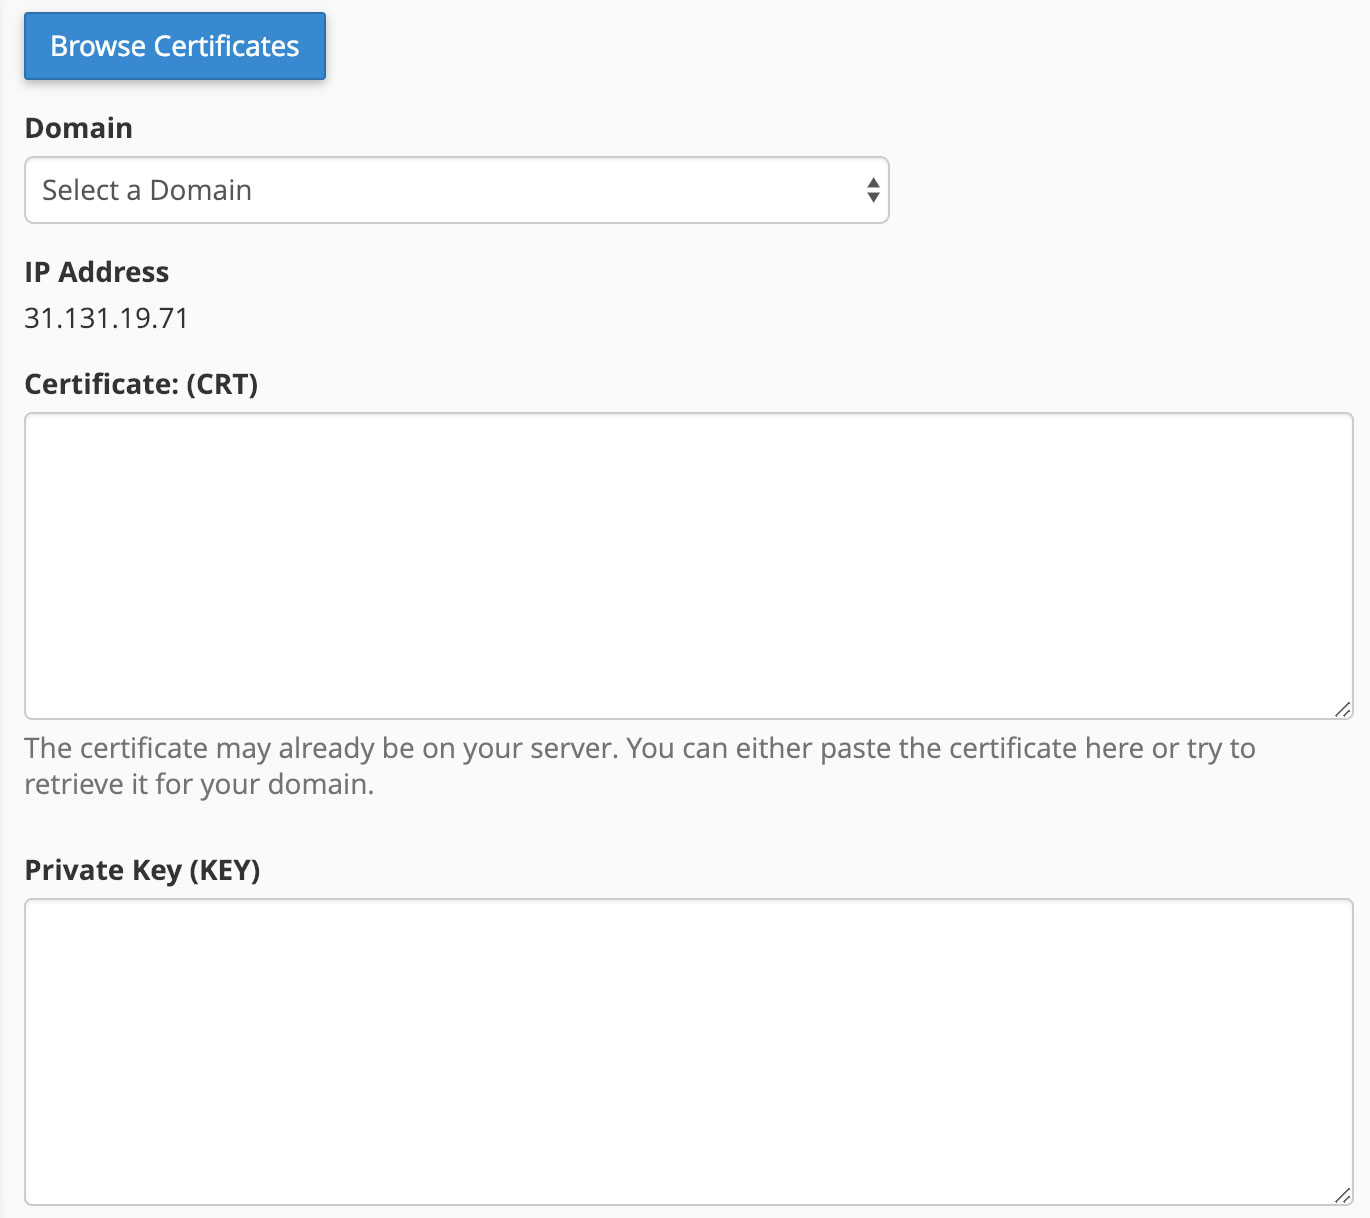 Browse Certificates
Domain
Select a Domain
IP Address
31.131.19.71
Certificate: (CRT)
The certificate may already be on your server. You can either paste the certificate here or try to
retrieve it for your domain.
Private Key (KEY)